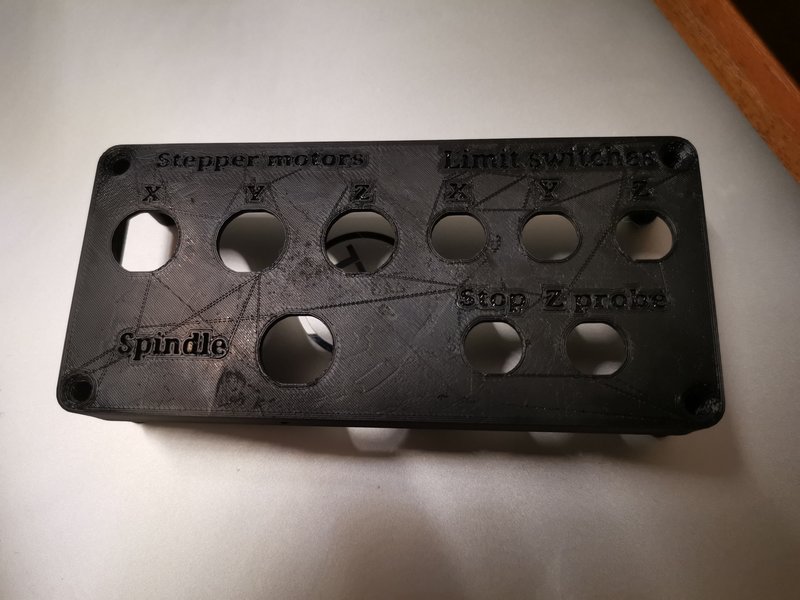 Stepper motors Limit switches
X Y Z X Y Z
Stop Z probe
Spindle